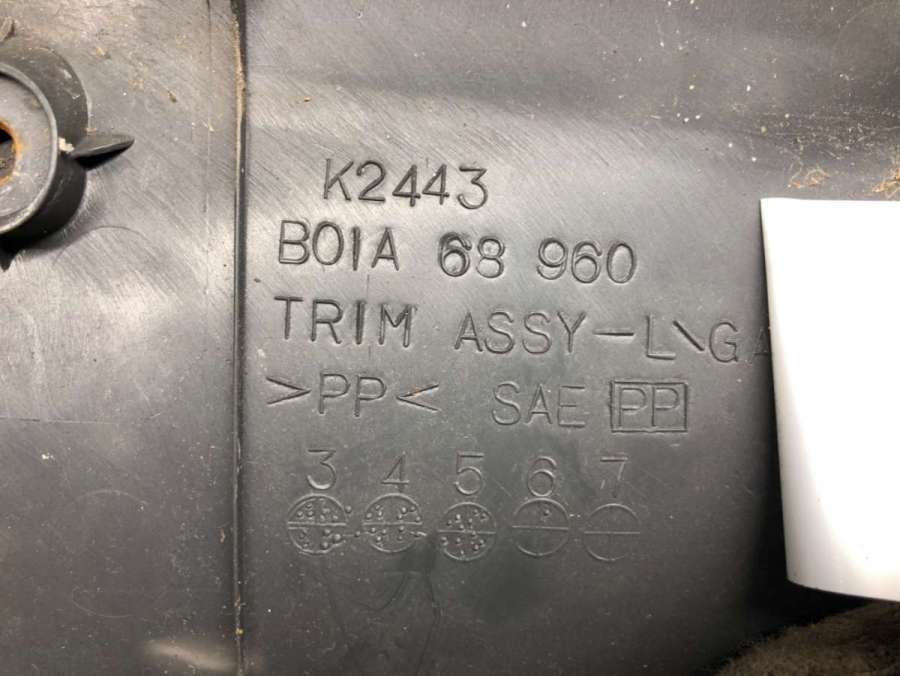 K2443
B01A 68 960
TRIM ASSY-L\G
>PP< SAE PP
3 4 5 6 7